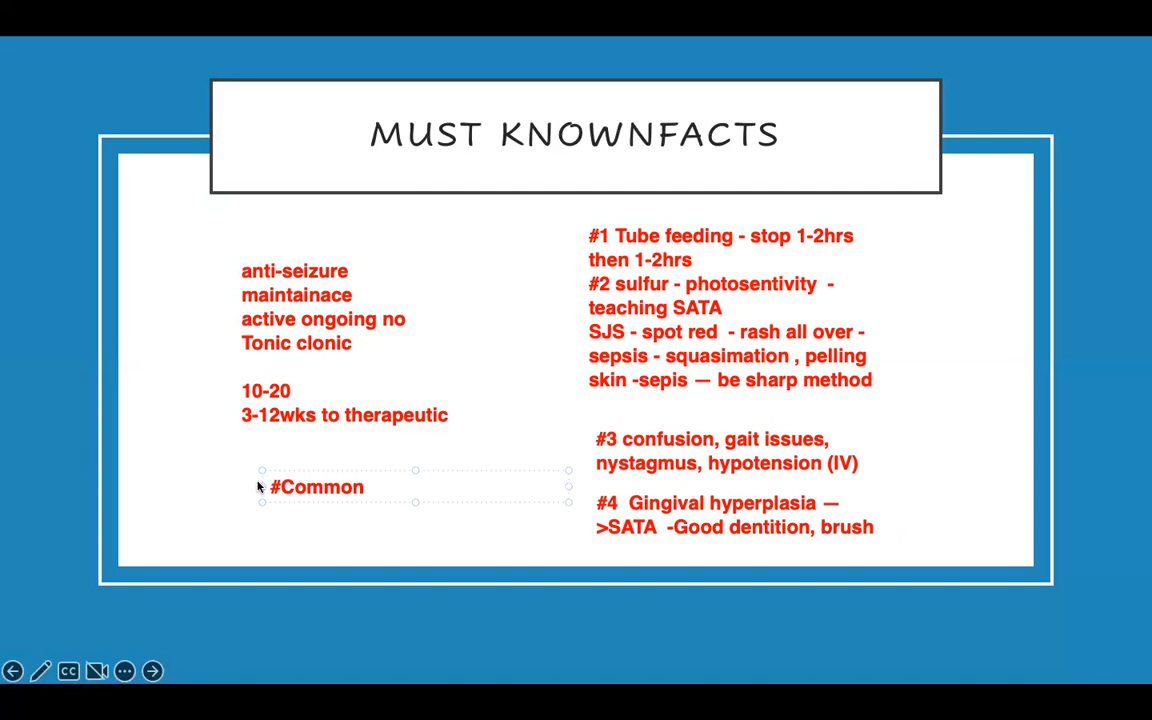 MUST KNOWNFACTS
anti-seizure
maintainace
active ongoing no
Tonic clonic
10-20
3-12wks to therapeutic
#Common
#1 Tube feeding - stop 1-2hrs
then 1-2hrs
#2 sulfur - photosentivity -
teaching SATA
SJS - spot red - rash all over -
sepsis - squasimation , pelling
skin -sepis — be sharp method
#3 confusion, gait issues,
nystagmus, hypotension (IV)
#4 Gingival hyperplasia —
>SATA -Good dentition, brush
CC